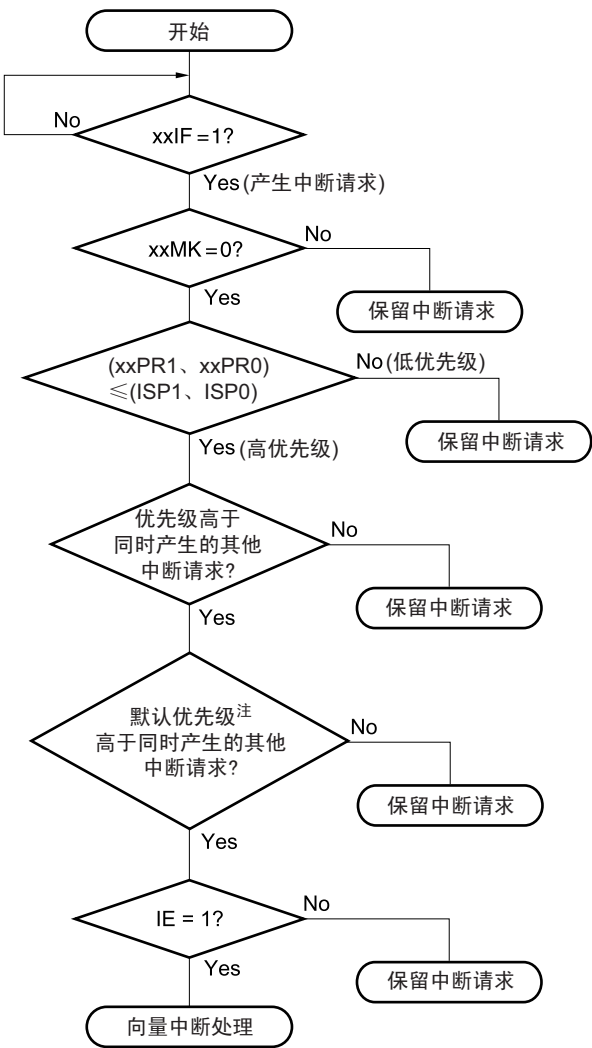 开始
No
xxIF=1?
Yes(产生中断请求)
xxMK=0?
No
Yes
保留中断请求
(xxPR1、xxPR0)
≤(ISP1、ISP0)
No(低优先级)
保留中断请求
Yes(高优先级)
优先级高于
同时产生的其他
中断请求?
No
保留中断请求
Yes
默认优先级注
高于同时产生的其他
中断请求?
No
保留中断请求
Yes
IE = 1?
No
保留中断请求
Yes
向量中断处理